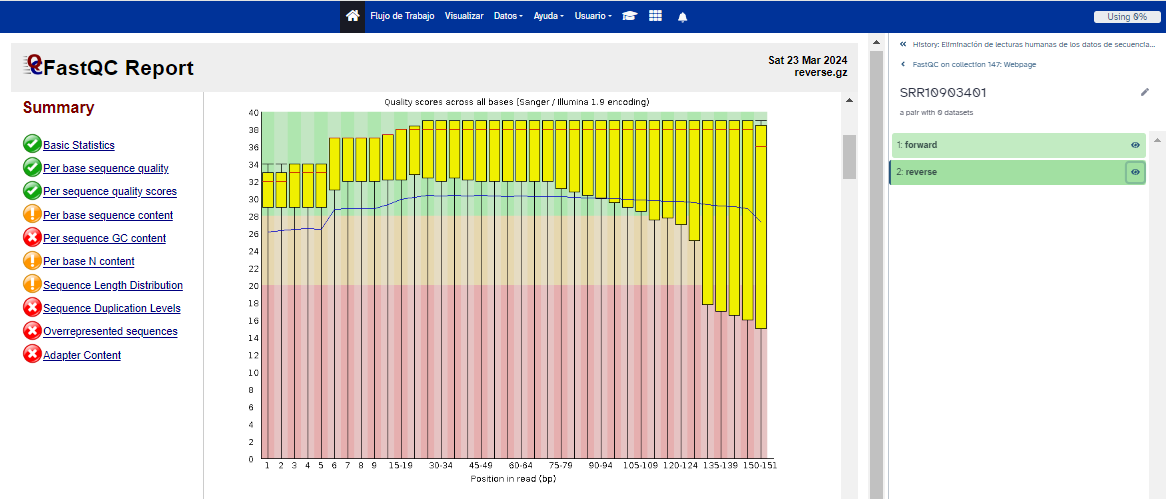 Flujo de Trabajo Visualizar Datos Ayuda Usuario Using 0%
FastQC Report
Sat 23 Mar 2024
reverse.gz
Summary
Basic Statistics
Per base sequence quality
Per sequence quality scores
Per base sequence content
Per sequence GC content
Per base N content
Sequence Length Distribution
Sequence Duplication Levels
Overrepresented sequences
Adapter Content
Quality scores across all bases (Sanger / Illumina 1.9 encoding)
40
38
36
34
32
30
28
26
24
22
20
18
16
14
12
10
8
6
4
2
0
1 2 3 4 5 6 7 8 9 15-19 30-34 45-49 60-64 75-79 90-94 105-109 120-124 135-139 150-151
Position in read (bp)
History: Eliminación de lecturas humanas de los datos de secuencia...
FastQC on collection 147: Webpage
SRR10903401
a pair with 0 datasets
1: forward
2: reverse